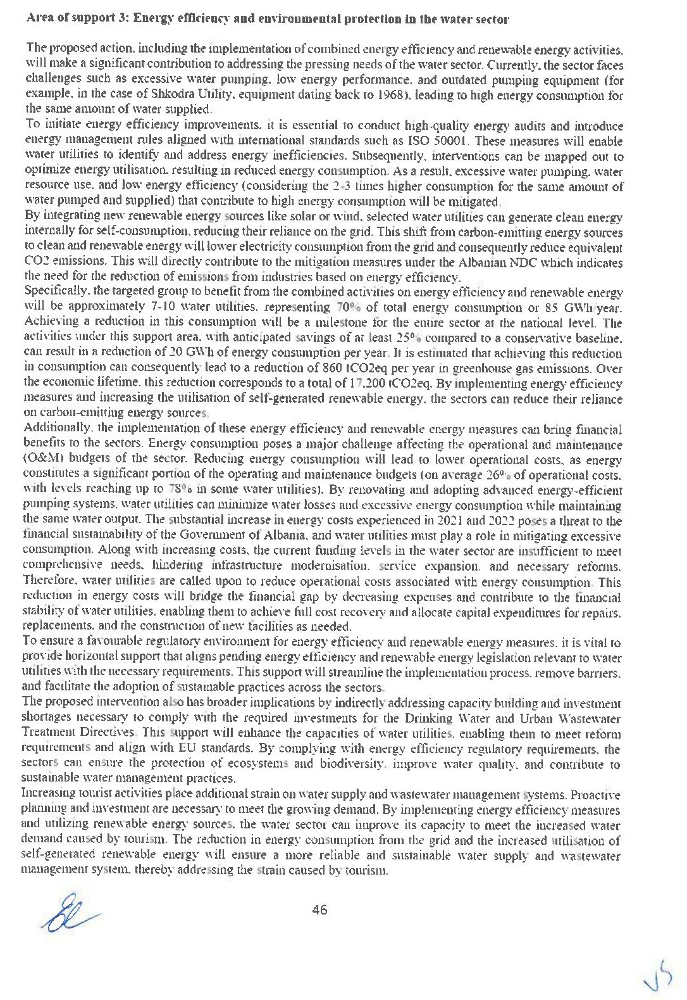 Area of support 3: Energy efficiency and environmental protection in the water sector
The proposed action, including the implementation of combined energy efficiency and renewable energy activities,
will make a significant contribution to addressing the pressing needs of the water sector. Currently, the sector faces
challenges such as excessive water pumping, low energy performance, and outdated pumping equipment (for
example, in the case of Shkodra Utility, equipment dating back to 1968), leading to high energy consumption for
the same amount of water supplied.
To initiate energy efficiency improvements, it is essential to conduct high-quality energy audits and introduce
energy management rules aligned with international standards such as ISO 50001. These measures will enable
water utilities to identify and address energy inefficiencies. Subsequently, interventions can be mapped out to
optimize energy utilisation, resulting in reduced energy consumption. As a result, excessive water pumping, water
resource use, and low energy efficiency (considering the 2-3 times higher consumption for the same amount of
water pumped and supplied) that contribute to high energy consumption will be mitigated.
By integrating new renewable energy sources like solar or wind, selected water utilities can generate clean energy
internally for self-consumption, reducing their reliance on the grid. This shift from carbon-emitting energy sources
to clean and renewable energy will lower electricity consumption from the grid and consequently reduce equivalent
CO2 emissions. This will directly contribute to the mitigation measures under the Albanian NDC which indicates
the need for the reduction of emissions from industries based on energy efficiency.
Specifically, the targeted group to benefit from the combined activities on energy efficiency and renewable energy
will be approximately 7-10 water utilities, representing 70% of total energy consumption or 85 GWh/year.
Achieving a reduction in this consumption will be a milestone for the entire sector at the national level. The
activities under this support area, with anticipated savings of at least 25% compared to a conservative baseline,
can result in a reduction of 20 GWh of energy consumption per year. It is estimated that achieving this reduction
in consumption can consequently lead to a reduction of 860 tCO2eq per year in greenhouse gas emissions. Over
the economic lifetime, this reduction corresponds to a total of 17,200 tCO2eq. By implementing energy efficiency
measures and increasing the utilisation of self-generated renewable energy, the sectors can reduce their reliance
on carbon-emitting energy sources.
Additionally, the implementation of these energy efficiency and renewable energy measures can bring financial
benefits to the sectors. Energy consumption poses a major challenge affecting the operational and maintenance
(O&M) budgets of the sector. Reducing energy consumption will lead to lower operational costs, as energy
constitutes a significant portion of the operating and maintenance budgets (on average 26% of operational costs,
with levels reaching up to 78% in some water utilities). By renovating and adopting advanced energy-efficient
pumping systems, water utilities can minimize water losses and excessive energy consumption while maintaining
the same water output. The substantial increase in energy costs experienced in 2021 and 2022 poses a threat to the
financial sustainability of the Government of Albania, and water utilities must play a role in mitigating excessive
consumption. Along with increasing costs, the current funding levels in the water sector are insufficient to meet
comprehensive needs, hindering infrastructure modernisation, service expansion, and necessary reforms.
Therefore, water utilities are called upon to reduce operational costs associated with energy consumption. This
reduction in energy costs will bridge the financial gap by decreasing expenses and contribute to the financial
stability of water utilities, enabling them to achieve full cost recovery and allocate capital expenditures for repairs,
replacements, and the construction of new facilities as needed.
To ensure a favourable regulatory environment for energy efficiency and renewable energy measures, it is vital to
provide horizontal support that aligns pending energy efficiency and renewable energy legislation relevant to water
utilities with the necessary requirements. This support will streamline the implementation process, remove barriers,
and facilitate the adoption of sustainable practices across the sectors.
The proposed intervention also has broader implications by indirectly addressing capacity building and investment
shortages necessary to comply with the required investments for the Drinking Water and Urban Wastewater
Treatment Directives. This support will enhance the capacities of water utilities, enabling them to meet reform
requirements and align with EU standards. By complying with energy efficiency regulatory requirements, the
sectors can ensure the protection of ecosystems and biodiversity, improve water quality, and contribute to
sustainable water management practices.
Increasing tourist activities place additional strain on water supply and wastewater management systems. Proactive
planning and investment are necessary to meet the growing demand. By implementing energy efficiency measures
and utilizing renewable energy sources, the water sector can improve its capacity to meet the increased water
demand caused by tourism. The reduction in energy consumption from the grid and the increased utilisation of
self-generated renewable energy will ensure a more reliable and sustainable water supply and wastewater
management system, thereby addressing the strain caused by tourism.
46
VS